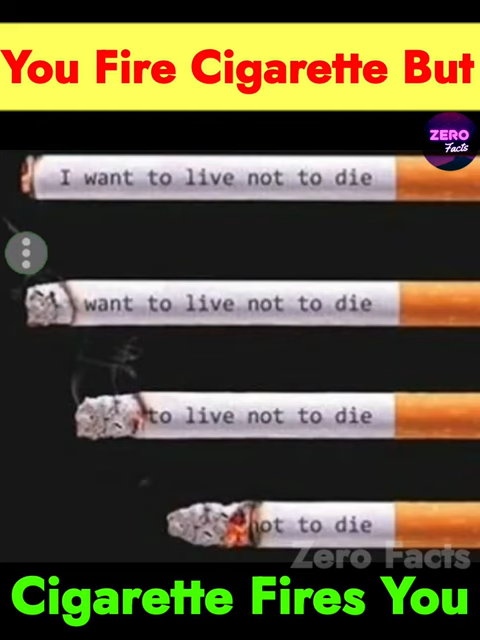 You Fire Cigarette But
ZERO
Facts
I want to live not to die
want to live not to die
to live not to die
not to die
Zero Facts
Cigarette Fires You